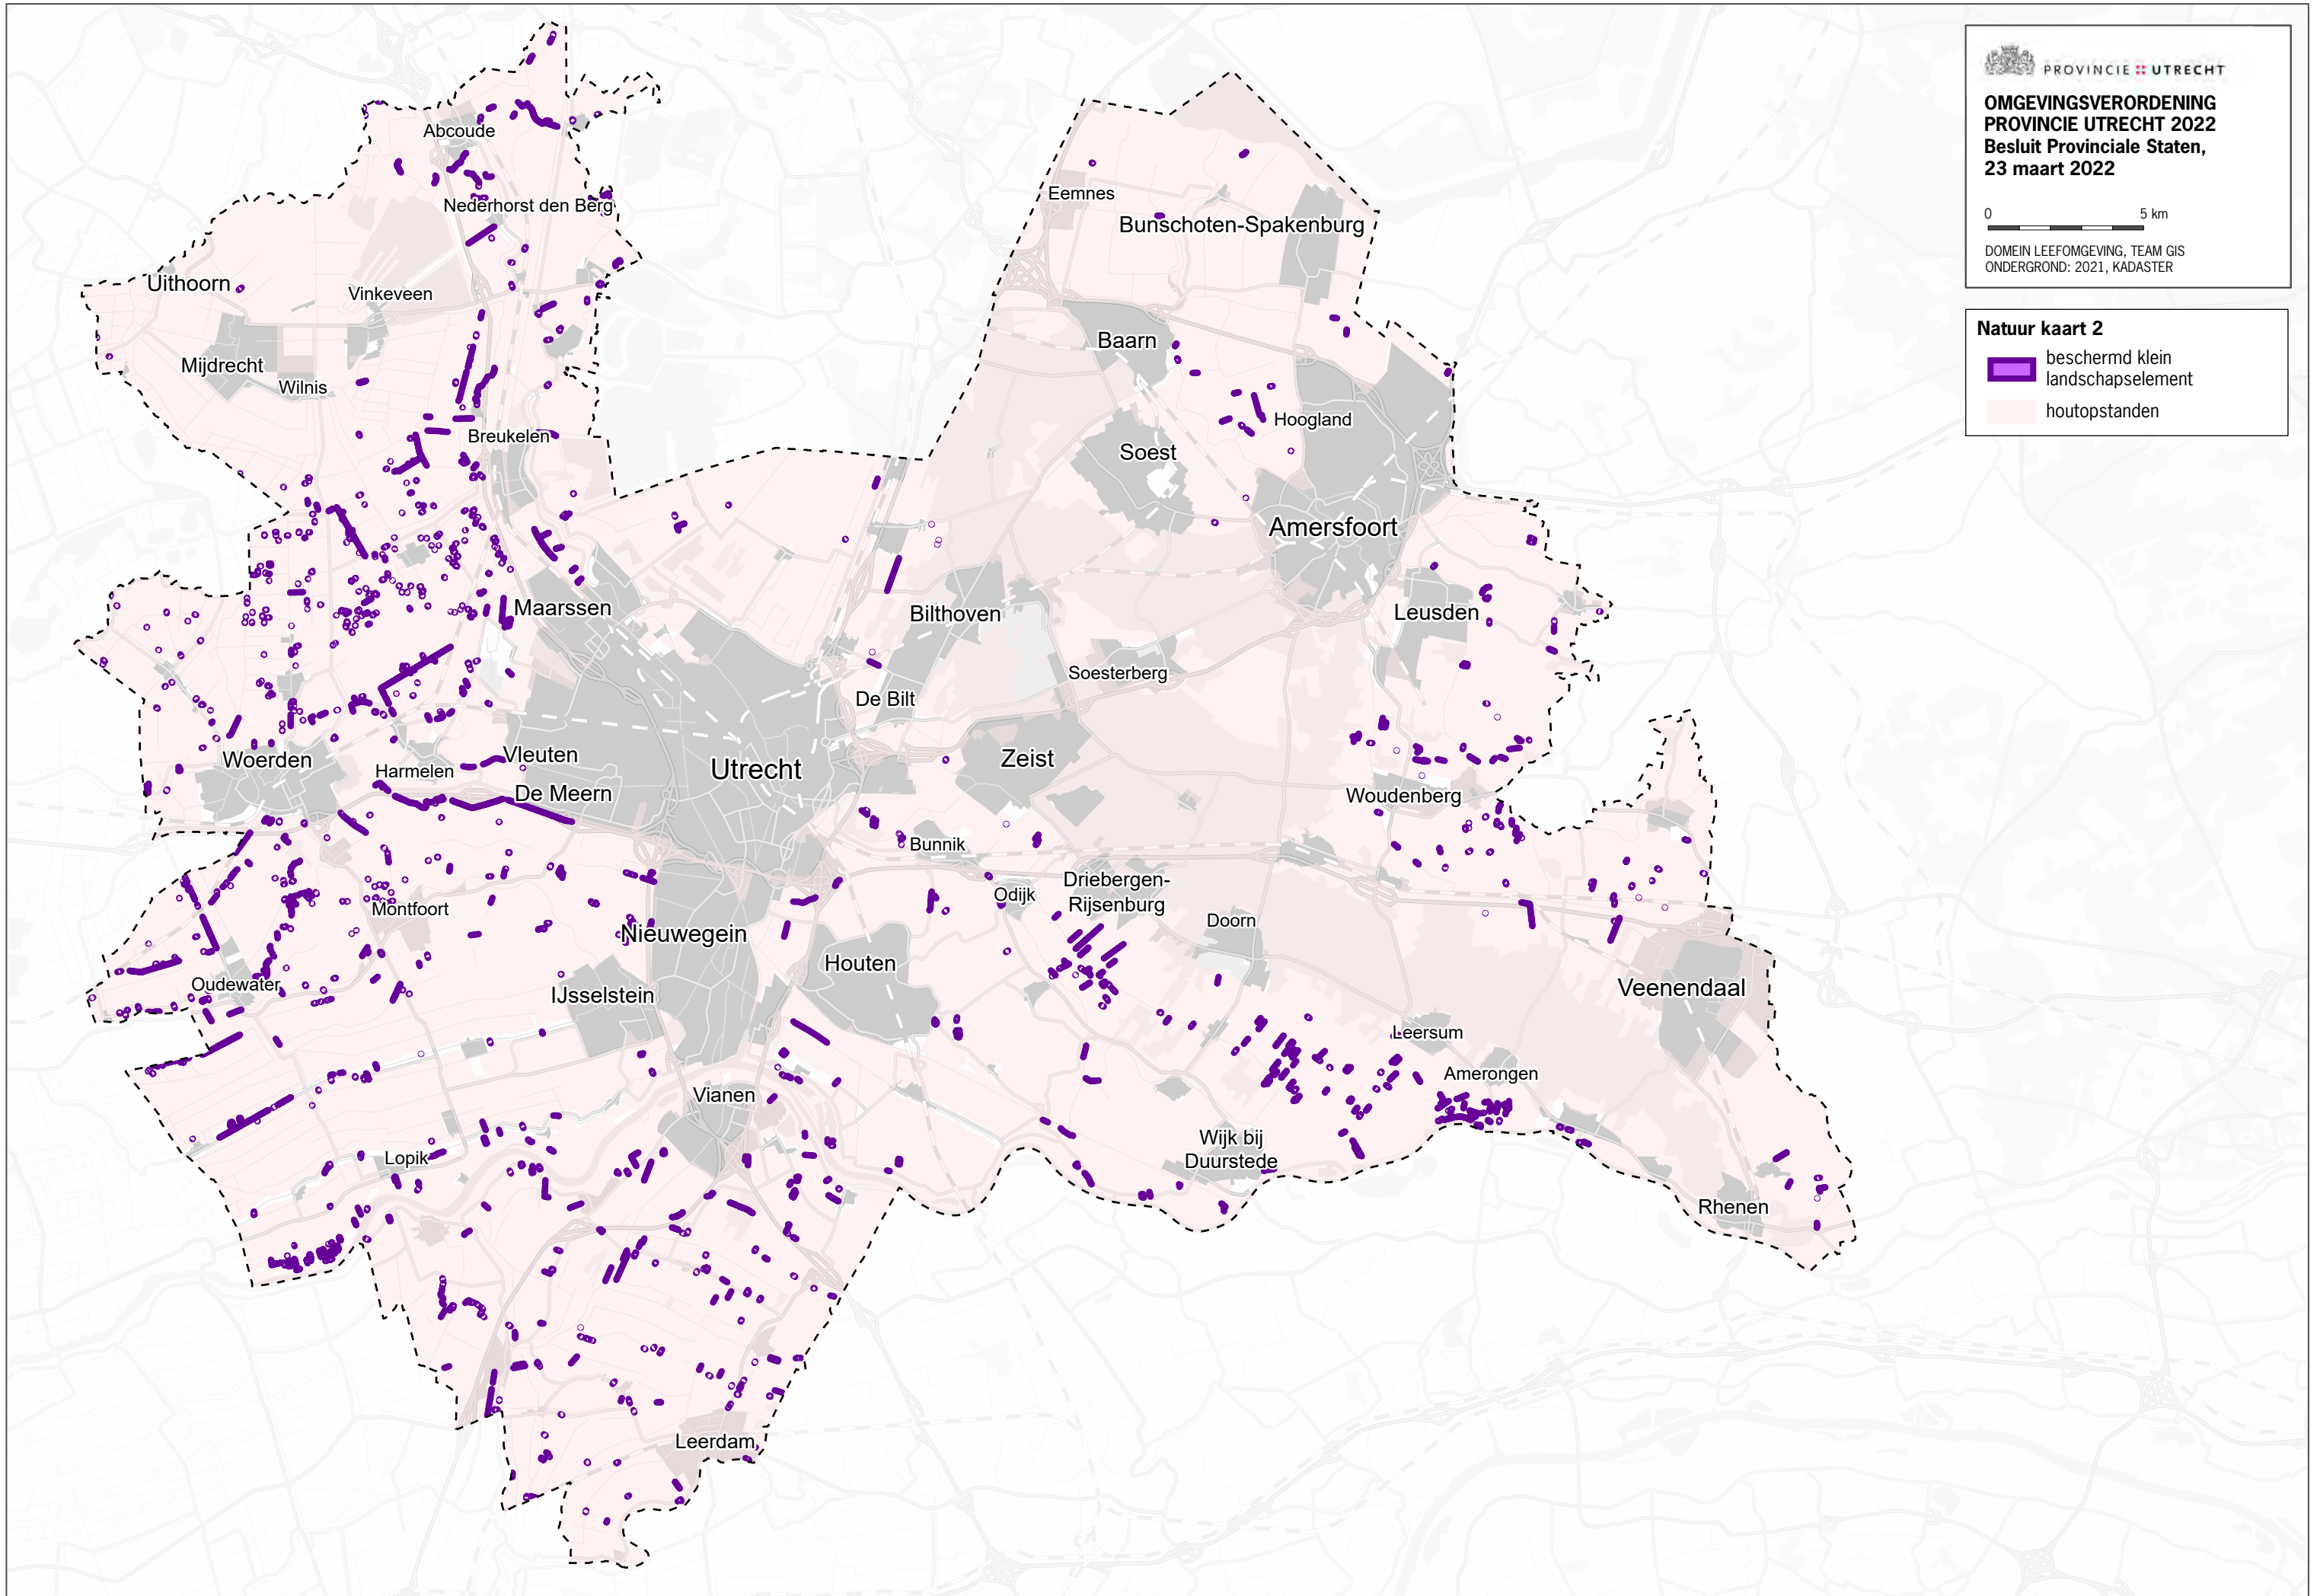 PROVINCIE UTRECHT
OMGEVINGSVERORDENING
PROVINCIE UTRECHT 2022
Besluit Provinciale Staten,
23 maart 2022
0 5 km
DOMEIN LEEFOMGEVING, TEAM GIS
ONDERGROND: 2021, KADASTER
Natuur kaart 2
beschermd klein
landschapselement
houtopstanden
Abcoude
Nederhorst den Berg
Eemnes
Bunschoten-Spakenburg
Uithoorn
Vinkeveen
Baarn
Mijdrecht
Wilnis
Hoogland
Breukelen
Soest
Amersfoort
Maarssen
Bilthoven
Leusden
Soesterberg
De Bilt
Vleuten
Woerden
Harmelen
Utrecht
Zeist
De Meern
Woudenberg
Bunnik
Driebergen-
Rijsenburg
Odijk
Montfoort
Doorn
Nieuwegein
Houten
Oudewater
IJsselstein
Veenendaal
Leersum
Amerongen
Vianen
Wijk bij
Duurstede
Lopik
Rhenen
Leerdam